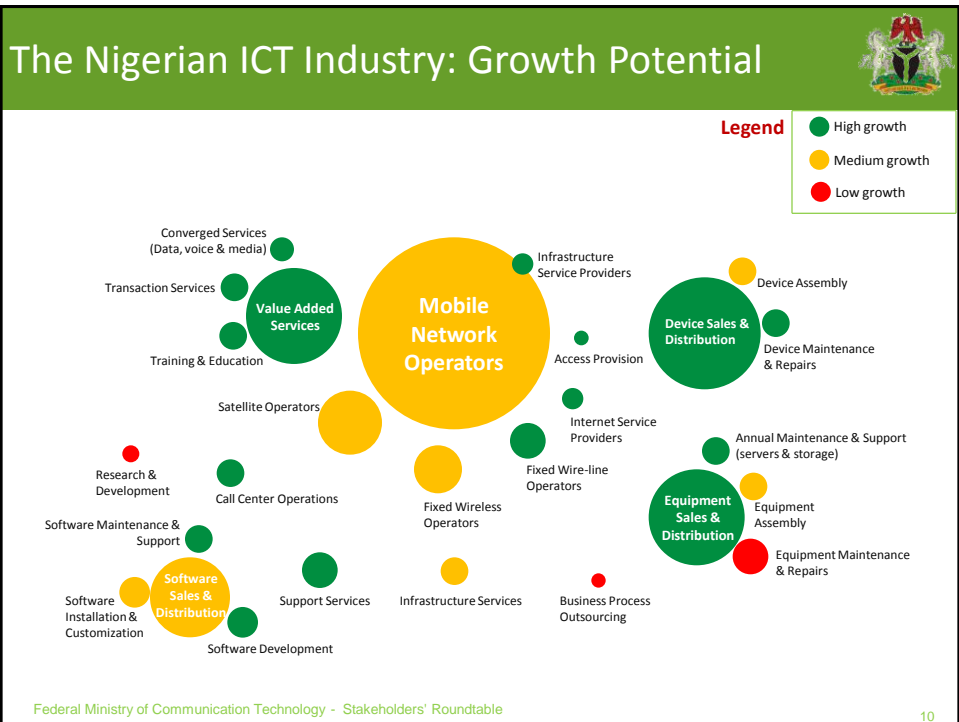 The Nigerian ICT Industry: Growth Potential
Legend
High growth
Medium growth
Low growth
Converged Services
(Data, voice & media)
Transaction Services
Value Added
Services
Training & Education
Mobile
Network
Operators
Infrastructure
Service Providers
Access Provision
Device Assembly
Device Sales &
Distribution
Device Maintenance
& Repairs
Satellite Operators
Internet Service
Providers
Fixed Wire-line
Operators
Fixed Wireless
Operators
Annual Maintenance & Support
(servers & storage)
Equipment
Sales &
Distribution
Equipment
Assembly
Equipment Maintenance
& Repairs
Research &
Development
Call Center Operations
Software Maintenance &
Support
Software
Sales &
Distribution
Software
Installation &
Customization
Software Development
Support Services
Infrastructure Services
Business Process
Outsourcing
Federal Ministry of Communication Technology - Stakeholders' Roundtable
10